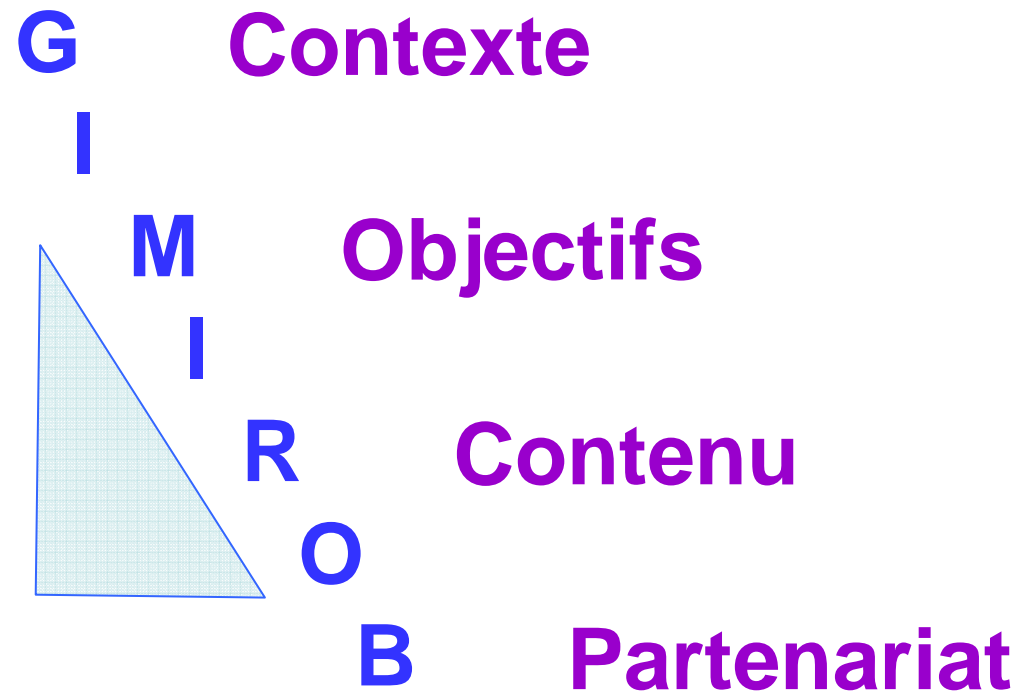 G Contexte
I
M Objectifs
I
R Contenu
O
B Partenariat